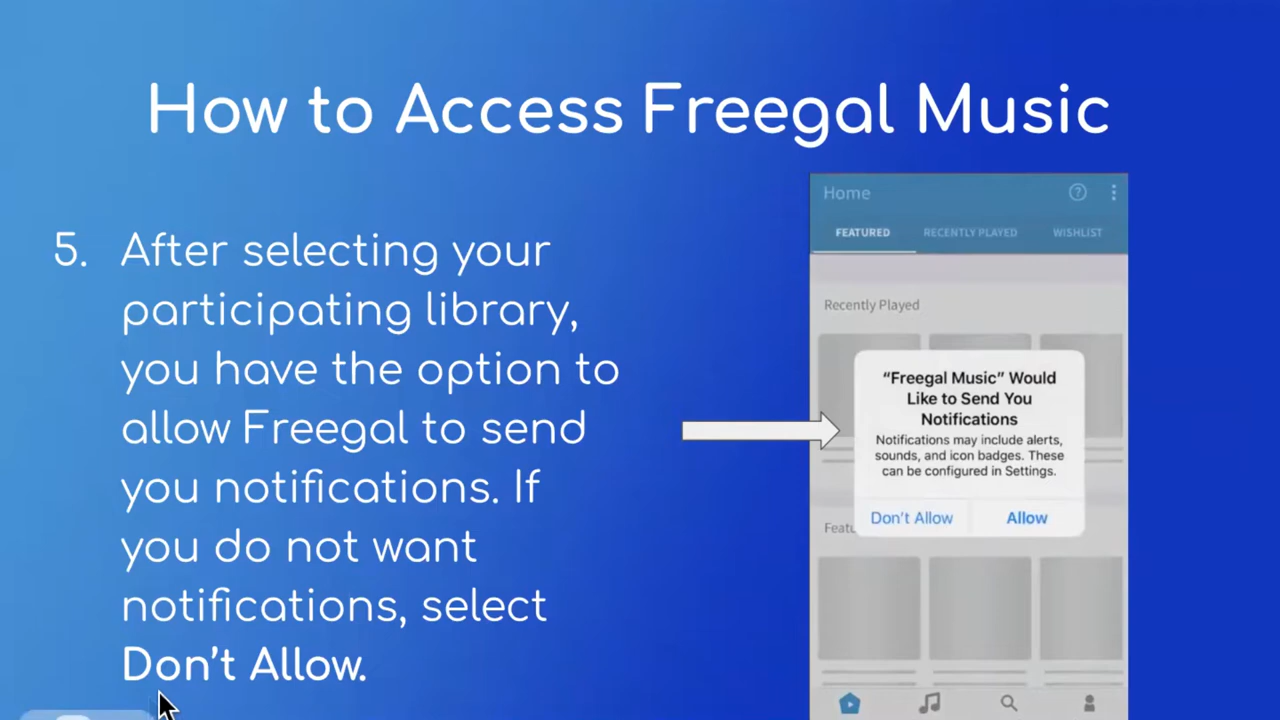 How to Access Freegal Music
5. After selecting your
participating library,
you have the option to
allow Freegal to send
you notifications. If
you do not want
notifications, select
Don't Allow.
Home
?
FEATURED RECENTLY PLAYED WISHLIST
Recently Played
“Freegal Music” Would
Like to Send You
Notifications
Notifications may include alerts,
sounds, and icon badges. These
can be configured in Settings.
Don't Allow Allow
Featu